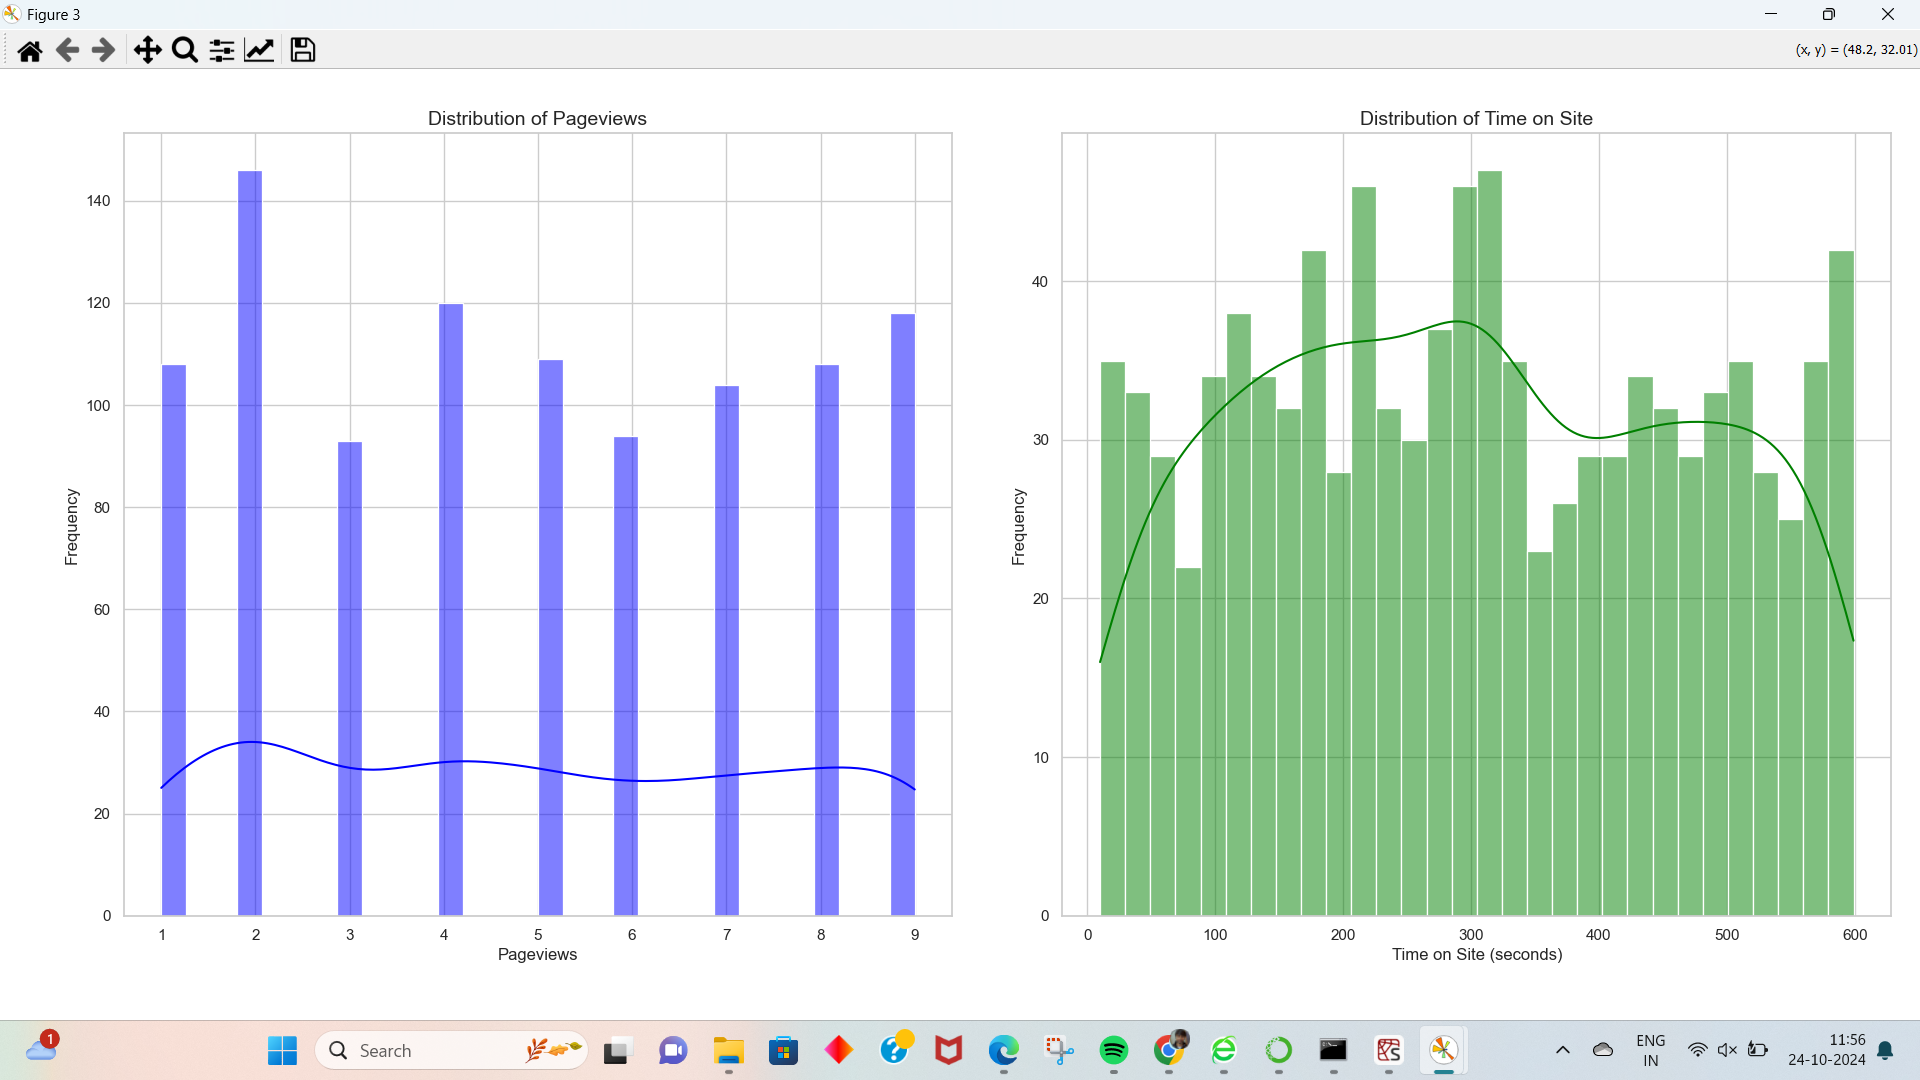 Figure 3
(x, y) = (48.2, 32.01)
Distribution of Pageviews
Frequency
140
120
100
80
60
40
20
0
1 2 3 4 5 6 7 8 9
Pageviews
Distribution of Time on Site
Frequency
40
30
20
10
0
0 100 200 300 400 500 600
Time on Site (seconds)
1
Search
ENG
IN
11:56
24-10-2024